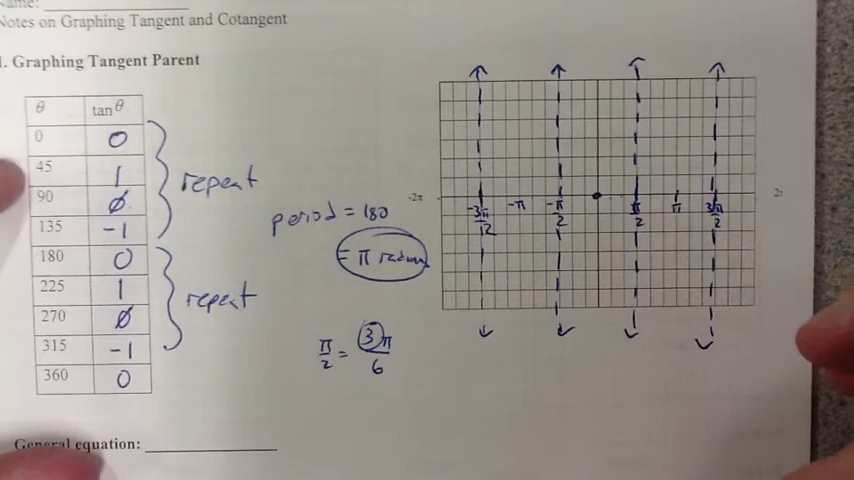 Name:
Notes on Graphing Tangent and Cotangent
I. Graphing Tangent Parent
θ tanθ
0 0
45 1
90 Ø
135 -1
180 0
225 1
270 Ø
315 -1
360 0
repeat
repeat
period = 180
= π radians
π/2 = 3π/6
-2π -3π/2 -π -π/2 π/2 π 3π/2
General equation: